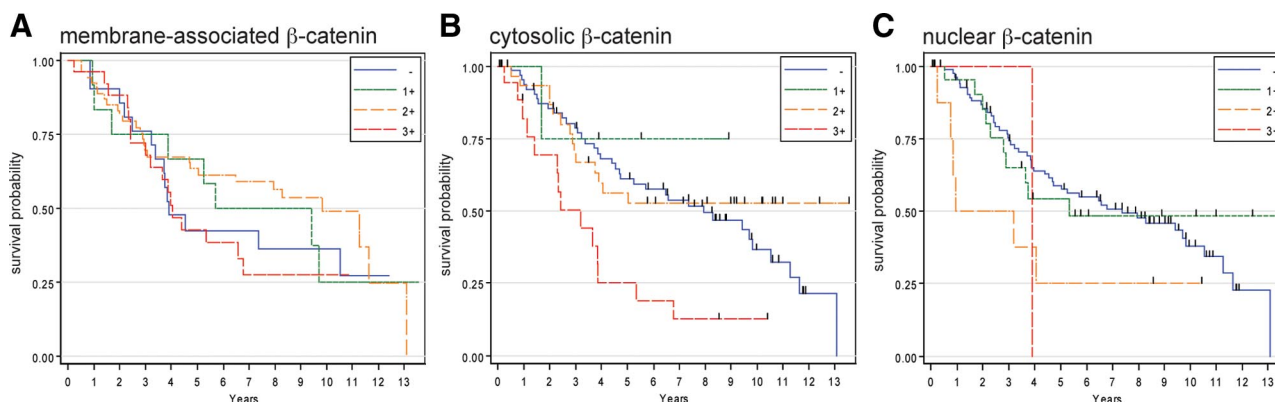 A membrane-associated β-catenin
1.00
0.75
0.50
0.25
0.00
survival probability
-
1+
2+
3+
0 1 2 3 4 5 6 7 8 9 10 11 12 13
Years
B cytosolic β-catenin
1.00
0.75
0.50
0.25
0.00
survival probability
-
1+
2+
3+
0 1 2 3 4 5 6 7 8 9 10 11 12 13
Years
C nuclear β-catenin
1.00
0.75
0.50
0.25
0.00
survival probability
-
1+
2+
3+
0 1 2 3 4 5 6 7 8 9 10 11 12 13
Years